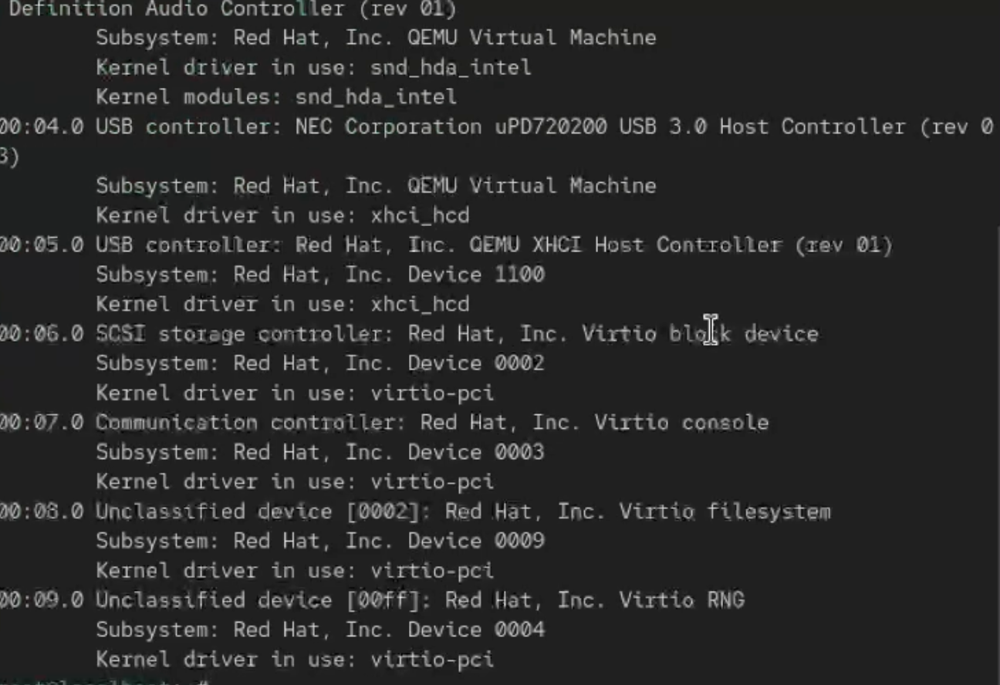 Definition Audio Controller (rev 01)
Subsystem: Red Hat, Inc. QEMU Virtual Machine
Kernel driver in use: snd_hda_intel
Kernel modules: snd_hda_intel
00:04.0 USB controller: NEC Corporation uPD720200 USB 3.0 Host Controller (rev 0
3)
Subsystem: Red Hat, Inc. QEMU Virtual Machine
Kernel driver in use: xhci_hcd
00:05.0 USB controller: Red Hat, Inc. QEMU XHCI Host Controller (rev 01)
Subsystem: Red Hat, Inc. Device 1100
Kernel driver in use: xhci_hcd
00:06.0 SCSI storage controller: Red Hat, Inc. Virtio block device
Subsystem: Red Hat, Inc. Device 0002
Kernel driver in use: virtio-pci
00:07.0 Communication controller: Red Hat, Inc. Virtio console
Subsystem: Red Hat, Inc. Device 0003
Kernel driver in use: virtio-pci
00:08.0 Unclassified device [0002]: Red Hat, Inc. Virtio filesystem
Subsystem: Red Hat, Inc. Device 0009
Kernel driver in use: virtio-pci
00:09.0 Unclassified device [00ff]: Red Hat, Inc. Virtio RNG
Subsystem: Red Hat, Inc. Device 0004
Kernel driver in use: virtio-pci